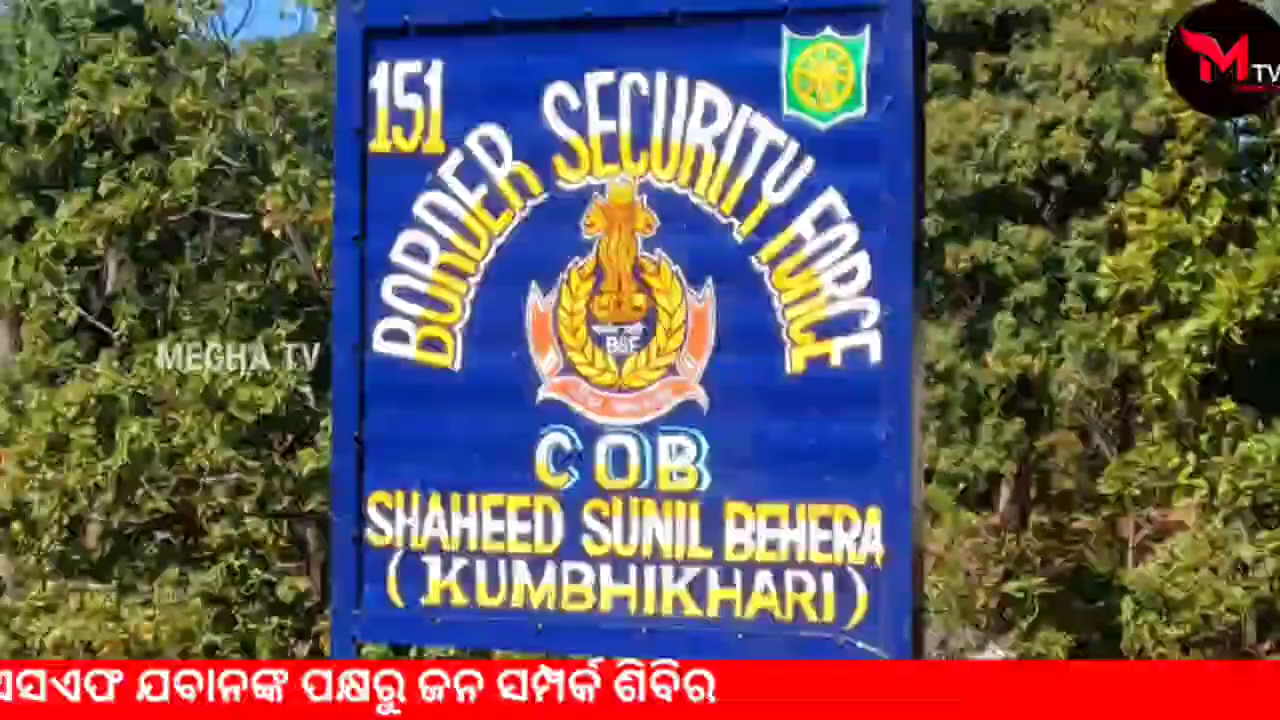 151
BORDER SECURITY FORCE
BSF
COB
SHAHEED SUNIL BEHERA
(KUMBHIKHARI)
MEGHA TV
M TV
ଏସଏଫ ଯବାନଙ୍କ ପକ୍ଷରୁ ଜନ ସମ୍ପର୍କ ଶିବିର